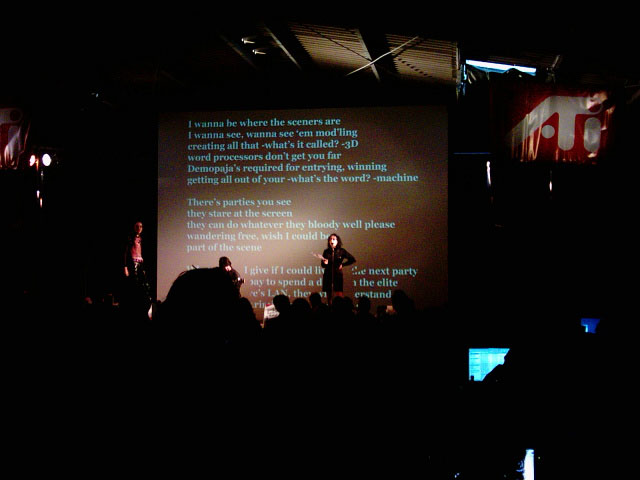 I wanna be where the sceners are
I wanna see, wanna see 'em mod'ling
creating all that -what's it called? -3D
word processors don't get you far
Demopaja's required for entrying, winning
getting all out of your -what's the word? -machine
There's parties you see
they stare at the screen
they can do whatever they bloody well please
wandering free, wish I could be
part of the scene
I give if I could next party
to spend a the elite
LAN,
ATi